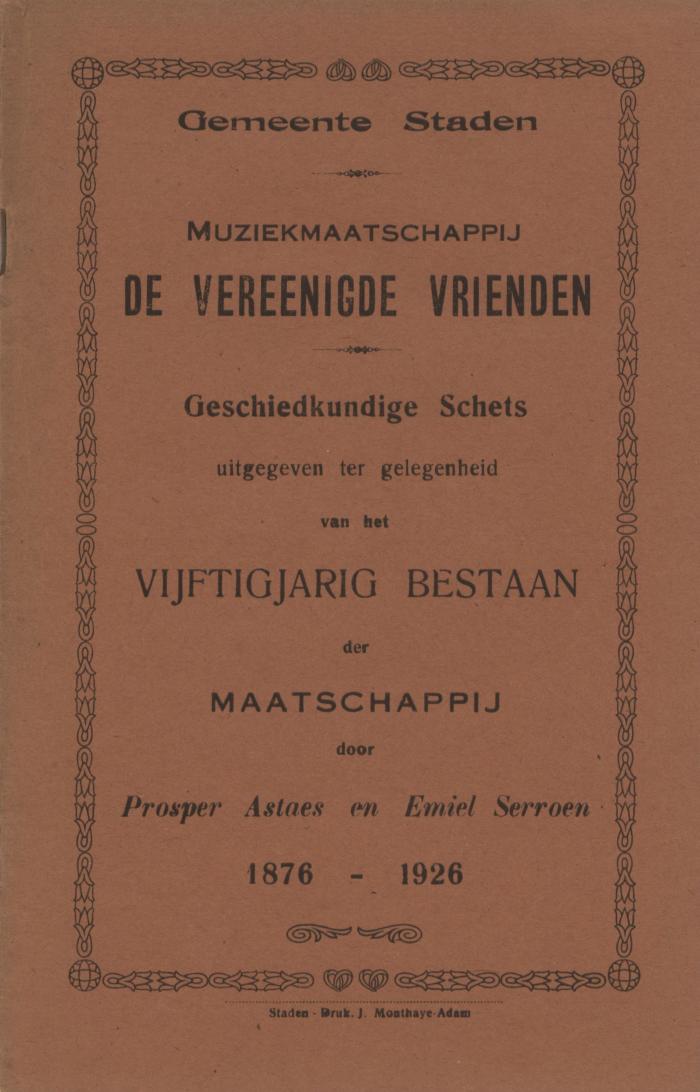 Gemeente Staden
MUZIEKMAATSCHAPPIJ
DE VEREENIGDE VRIENDEN
Geschiedkundige Schets
uitgegeven ter gelegenheid
van het
VIJFTIGJARIG BESTAAN
der
MAATSCHAPPIJ
door
Prosper Astaes en Emiel Serroen
1876 - 1926
Staden - Druk. J. Monthaye-Adam